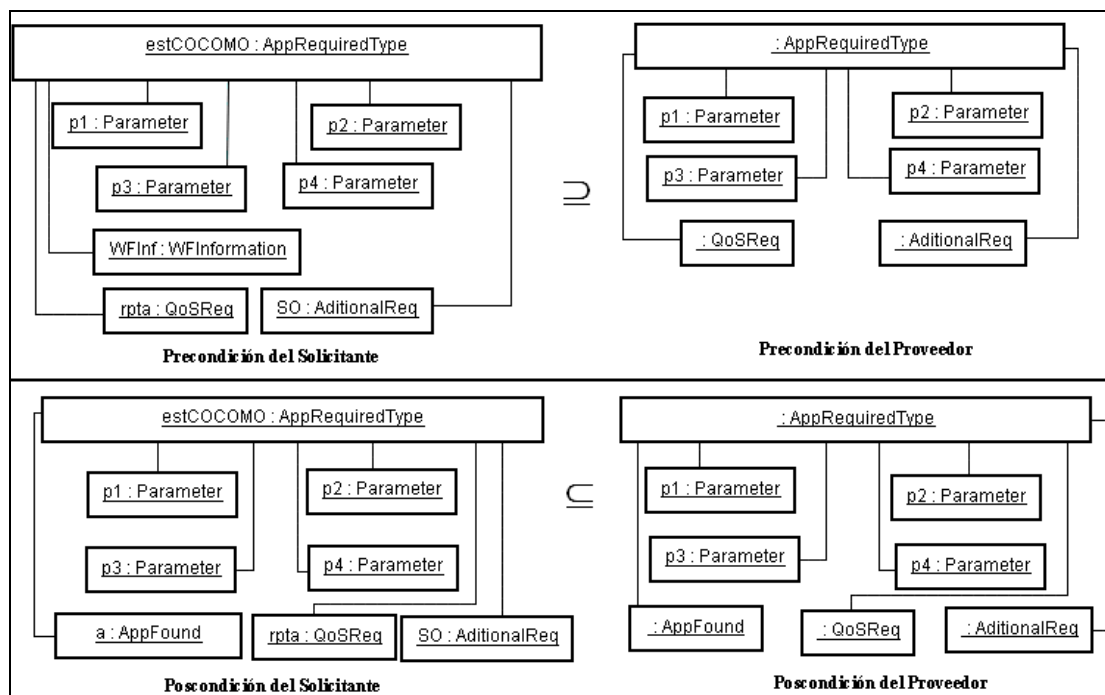 estCOCOMO : AppRequiredType
p1 : Parameter
p2 : Parameter
p3 : Parameter
p4 : Parameter
WFInf : WFInformation
rpta : QoSReq
SO : AditionalReq
Precondición del Solicitante
⊇
: AppRequiredType
p1 : Parameter
p2 : Parameter
p3 : Parameter
p4 : Parameter
: QoSReq
: AditionalReq
Precondición del Proveedor
estCOCOMO : AppRequiredType
p1 : Parameter
p2 : Parameter
p3 : Parameter
p4 : Parameter
a : AppFound
rpta : QoSReq
SO : AditionalReq
Poscondición del Solicitante
⊆
: AppRequiredType
p1 : Parameter
p2 : Parameter
p3 : Parameter
p4 : Parameter
: AppFound
: QoSReq
: AditionalReq
Poscondición del Proveedor